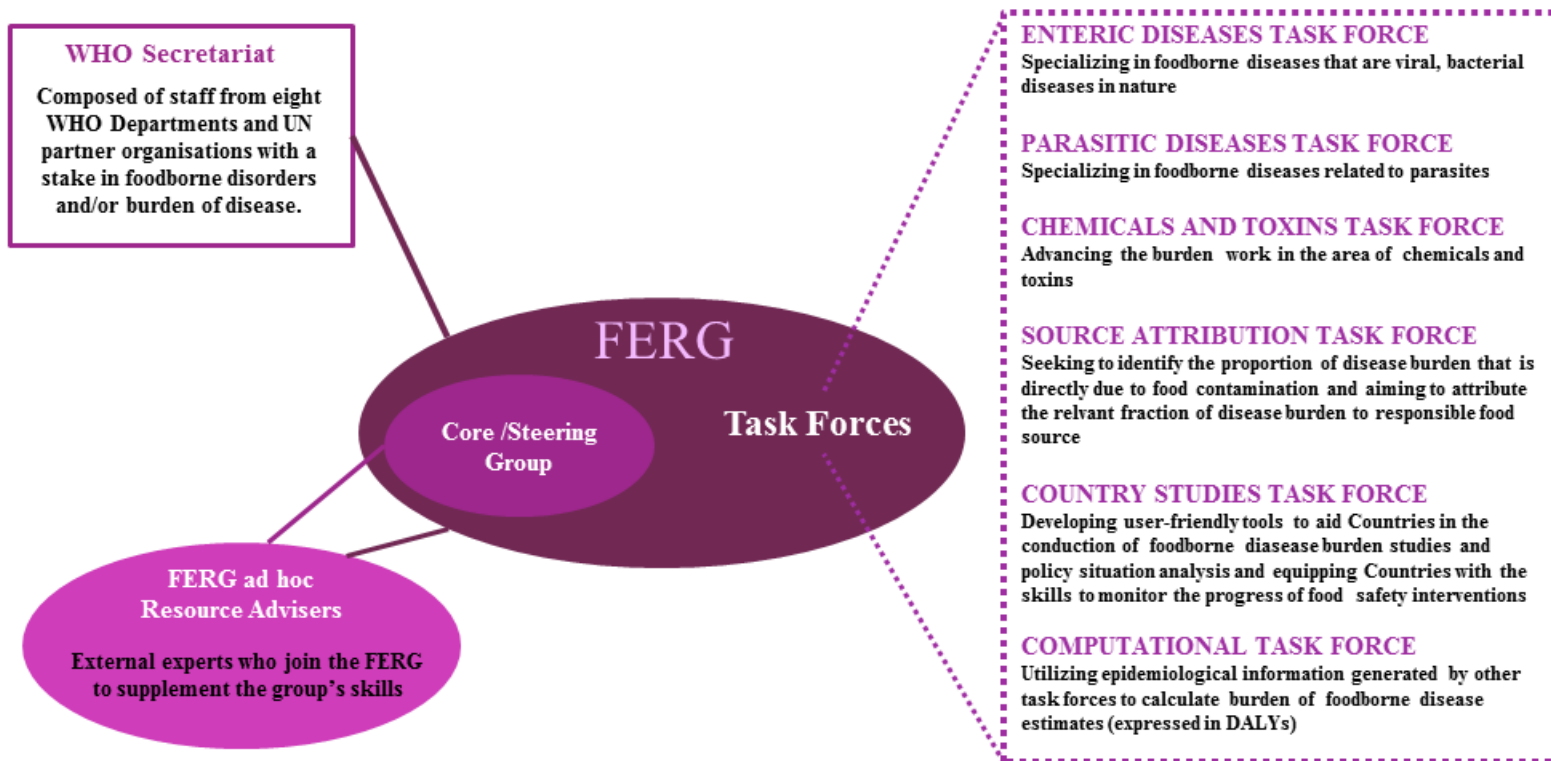 WHO Secretariat
Composed of staff from eight
WHO Departments and UN
partner organisations with a
stake in foodborne disorders
and/or burden of disease.
FERG
Core /Steering
Group
Task Forces
FERG ad hoc
Resource Advisers
External experts who join the FERG
to supplement the group's skills
ENTERIC DISEASES TASK FORCE
Specializing in foodborne diseases that are viral, bacterial
diseases in nature
PARASITIC DISEASES TASK FORCE
Specializing in foodborne diseases related to parasites
CHEMICALS AND TOXINS TASK FORCE
Advancing the burden work in the area of chemicals and
toxins
SOURCE ATTRIBUTION TASK FORCE
Seeking to identify the proportion of disease burden that is
directly due to food contamination and aiming to attribute
the relvant fraction of disease burden to responsible food
source
COUNTRY STUDIES TASK FORCE
Developing user-friendly tools to aid Countries in the
conduction of foodborne diasease burden studies and
policy situation analysis and equipping Countries with the
skills to monitor the progress of food safety interventions
COMPUTATIONAL TASK FORCE
Utilizing epidemiological information generated by other
task forces to calculate burden of foodborne disease
estimates (expressed in DALYs)